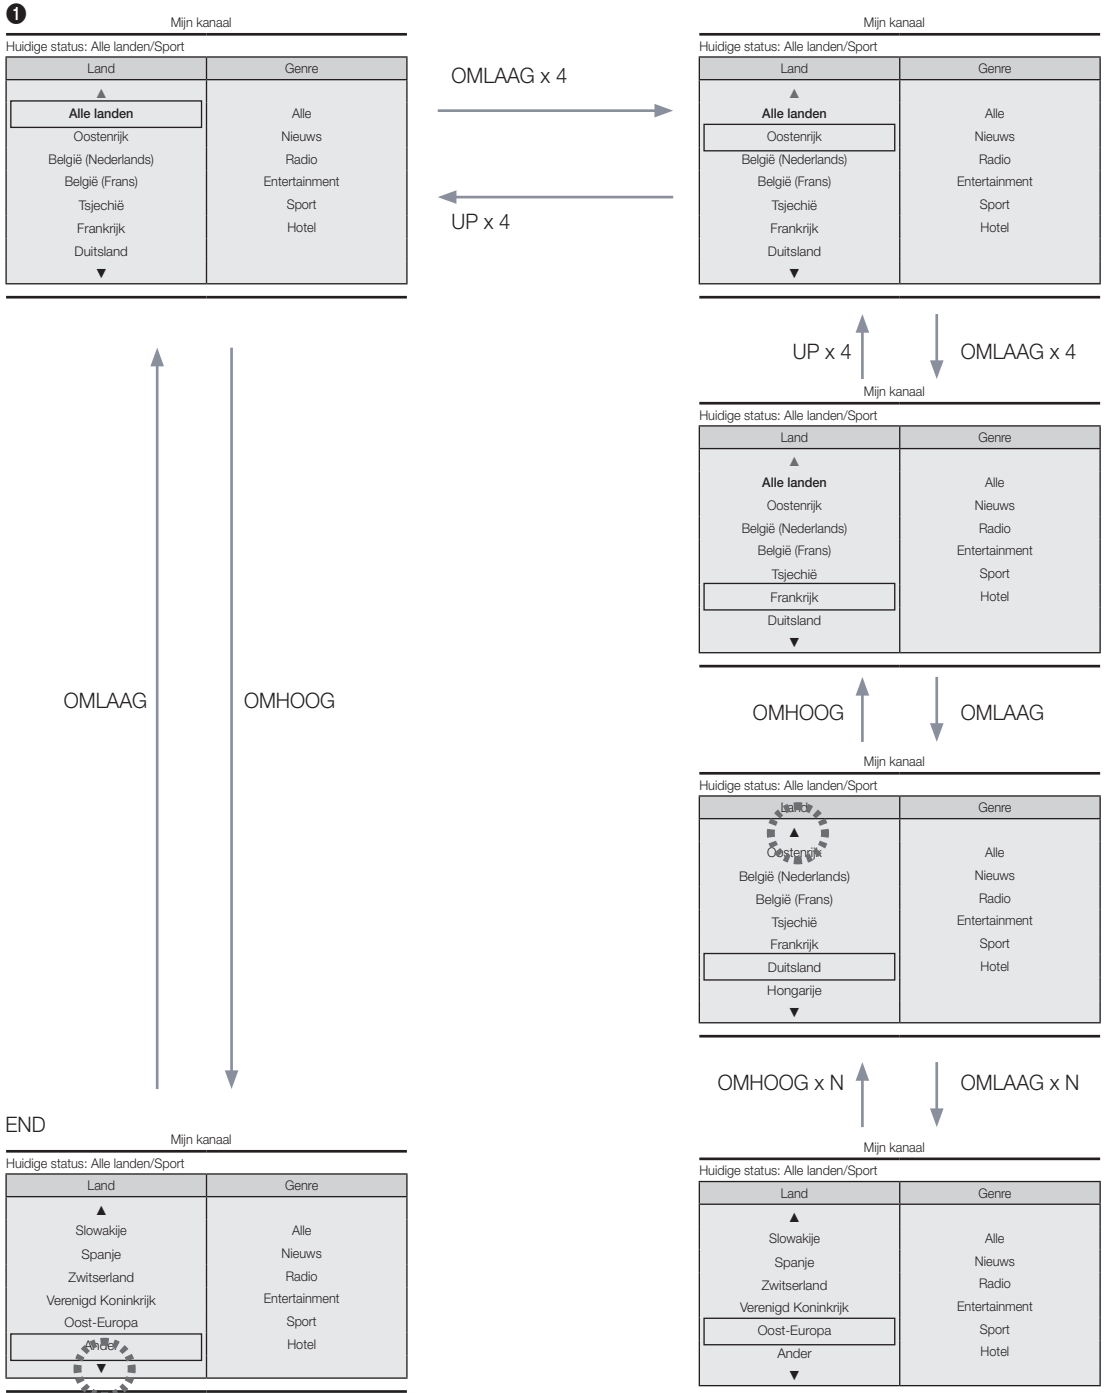 ❶
Mijn kanaal
Huidige status: Alle landen/Sport
Land Genre
▲
Alle landen Alle
Oostenrijk Nieuws
België (Nederlands) Radio
België (Frans) Entertainment
Tsjechië Sport
Frankrijk Hotel
Duitsland
▼
OMLAAG x 4
UP x 4
Mijn kanaal
Huidige status: Alle landen/Sport
Land Genre
▲
Alle landen Alle
Oostenrijk Nieuws
België (Nederlands) Radio
België (Frans) Entertainment
Tsjechië Sport
Frankrijk Hotel
Duitsland
▼
UP x 4 OMLAAG x 4
Mijn kanaal
Huidige status: Alle landen/Sport
Land Genre
▲
Alle landen Alle
Oostenrijk Nieuws
België (Nederlands) Radio
België (Frans) Entertainment
Tsjechië Sport
Frankrijk Hotel
Duitsland
▼
OMLAAG OMHOOG
OMHOOG OMLAAG
Mijn kanaal
Huidige status: Alle landen/Sport
Land Genre
▲
Oostenrijk Alle
België (Nederlands) Nieuws
België (Frans) Radio
Tsjechië Entertainment
Frankrijk Sport
Duitsland Hotel
Hongarije
▼
OMHOOG x N OMLAAG x N
END
Mijn kanaal
Huidige status: Alle landen/Sport
Land Genre
▲
Slowakije Alle
Spanje Nieuws
Zwitserland Radio
Verenigd Koninkrijk Entertainment
Oost-Europa Sport
Ander Hotel
▼
Mijn kanaal
Huidige status: Alle landen/Sport
Land Genre
▲
Slowakije Alle
Spanje Nieuws
Zwitserland Radio
Verenigd Koninkrijk Entertainment
Oost-Europa Sport
Ander Hotel
▼